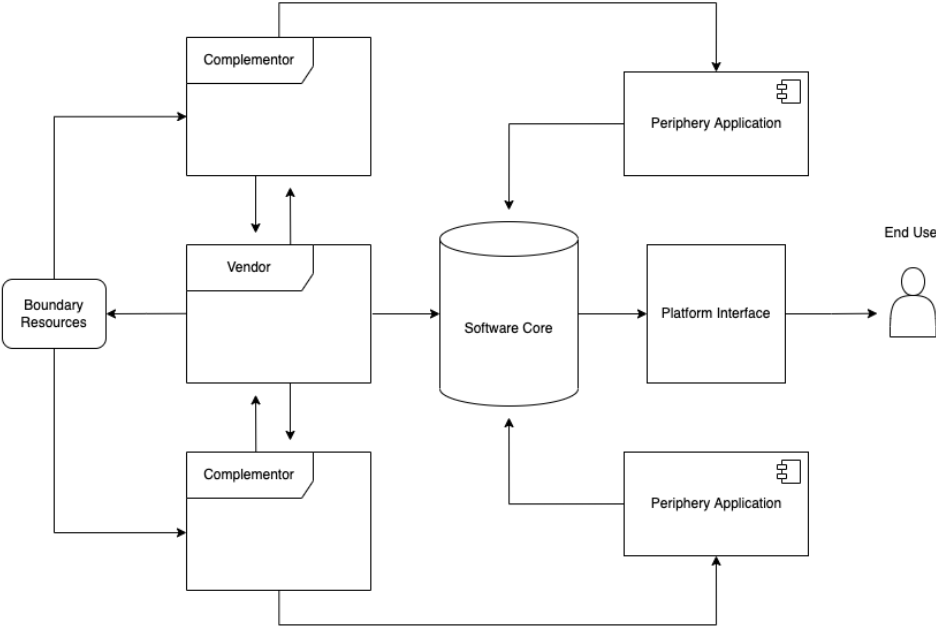 Complementor
Periphery Application
End Use
Vendor
Boundary
Resources
Software Core
Platform Interface
Complementor
Periphery Application